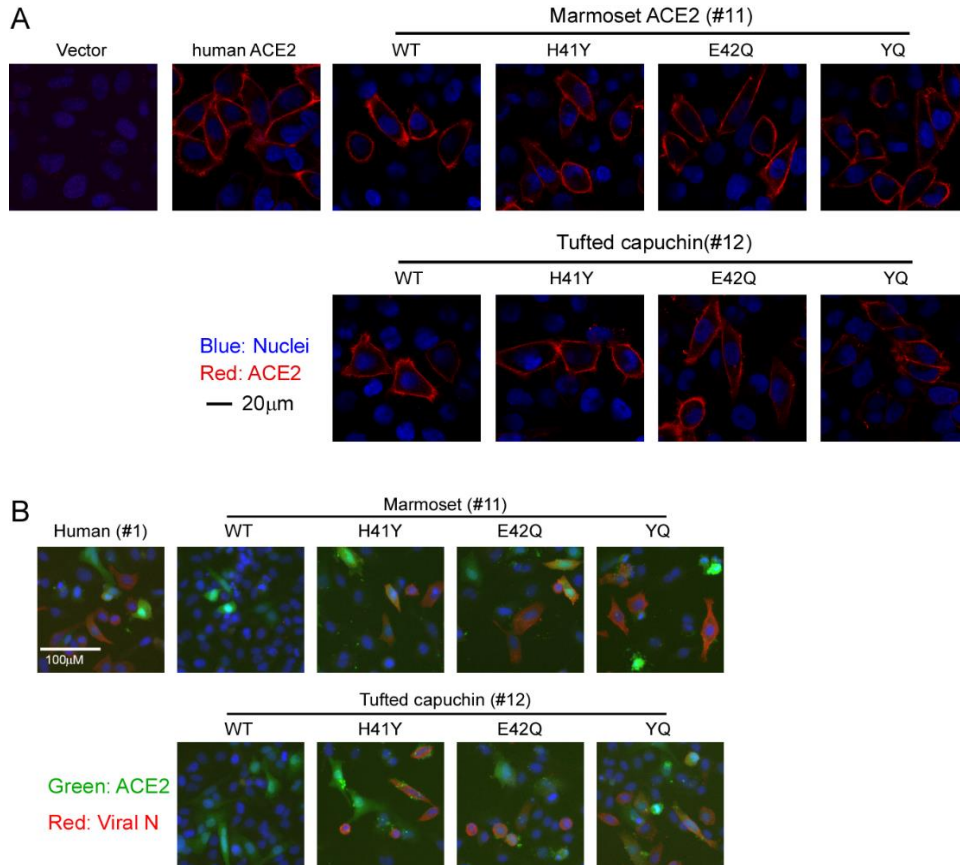 A
Marmoset ACE2 (#11)
Vector human ACE2 WT H41Y E42Q YQ
Tufted capuchin(#12)
WT H41Y E42Q YQ
Blue: Nuclei
Red: ACE2
20μm
B
Marmoset (#11)
Human (#1) WT H41Y E42Q YQ
100μM
Tufted capuchin (#12)
WT H41Y E42Q YQ
Green: ACE2
Red: Viral N